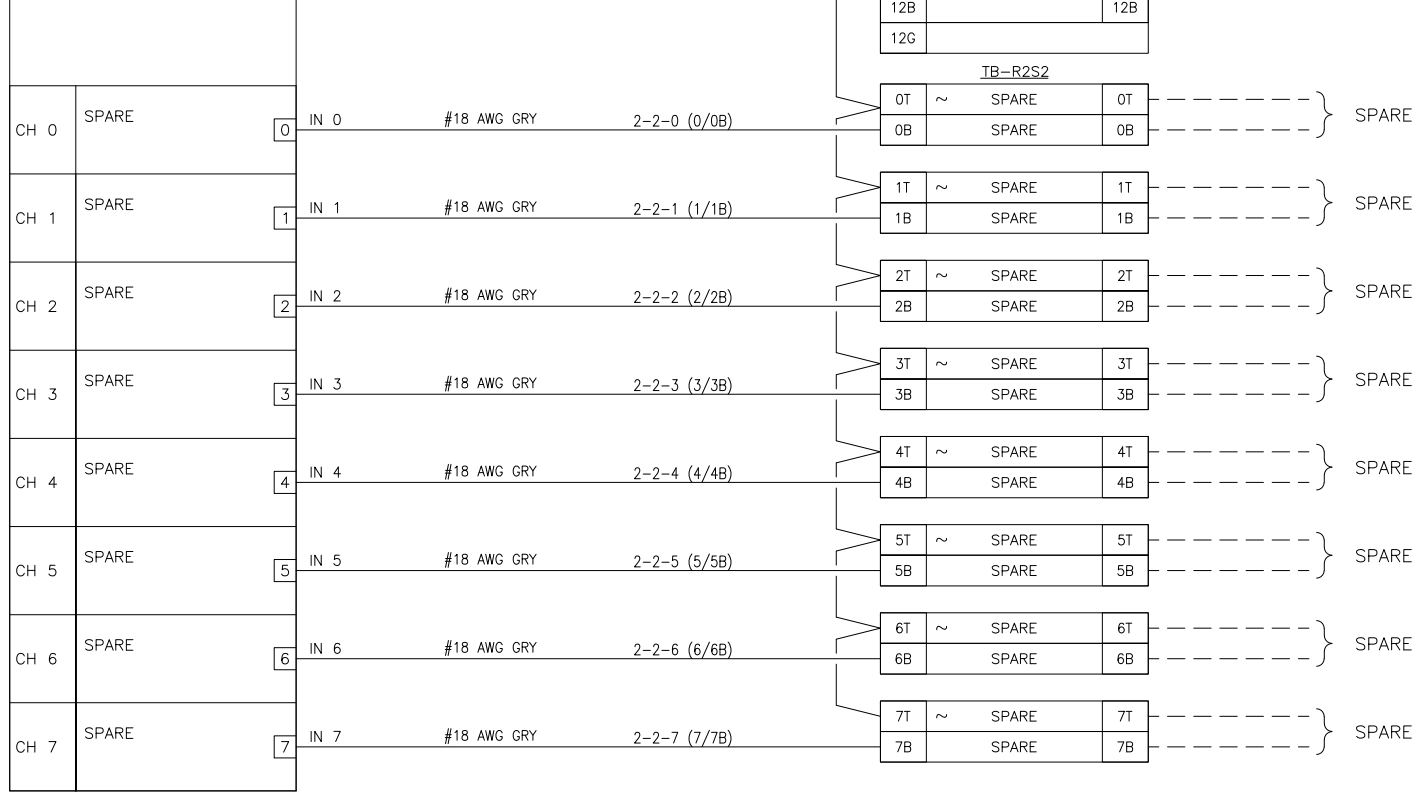 12B 12B
12G
TB-R2S2
CH 0 SPARE 0 IN 0 #18 AWG GRY 2-2-0 (0/0B) 0T ~ SPARE 0T SPARE
0B SPARE 0B
CH 1 SPARE 1 IN 1 #18 AWG GRY 2-2-1 (1/1B) 1T ~ SPARE 1T SPARE
1B SPARE 1B
CH 2 SPARE 2 IN 2 #18 AWG GRY 2-2-2 (2/2B) 2T ~ SPARE 2T SPARE
2B SPARE 2B
CH 3 SPARE 3 IN 3 #18 AWG GRY 2-2-3 (3/3B) 3T ~ SPARE 3T SPARE
3B SPARE 3B
CH 4 SPARE 4 IN 4 #18 AWG GRY 2-2-4 (4/4B) 4T ~ SPARE 4T SPARE
4B SPARE 4B
CH 5 SPARE 5 IN 5 #18 AWG GRY 2-2-5 (5/5B) 5T ~ SPARE 5T SPARE
5B SPARE 5B
CH 6 SPARE 6 IN 6 #18 AWG GRY 2-2-6 (6/6B) 6T ~ SPARE 6T SPARE
6B SPARE 6B
CH 7 SPARE 7 IN 7 #18 AWG GRY 2-2-7 (7/7B) 7T ~ SPARE 7T SPARE
7B SPARE 7B